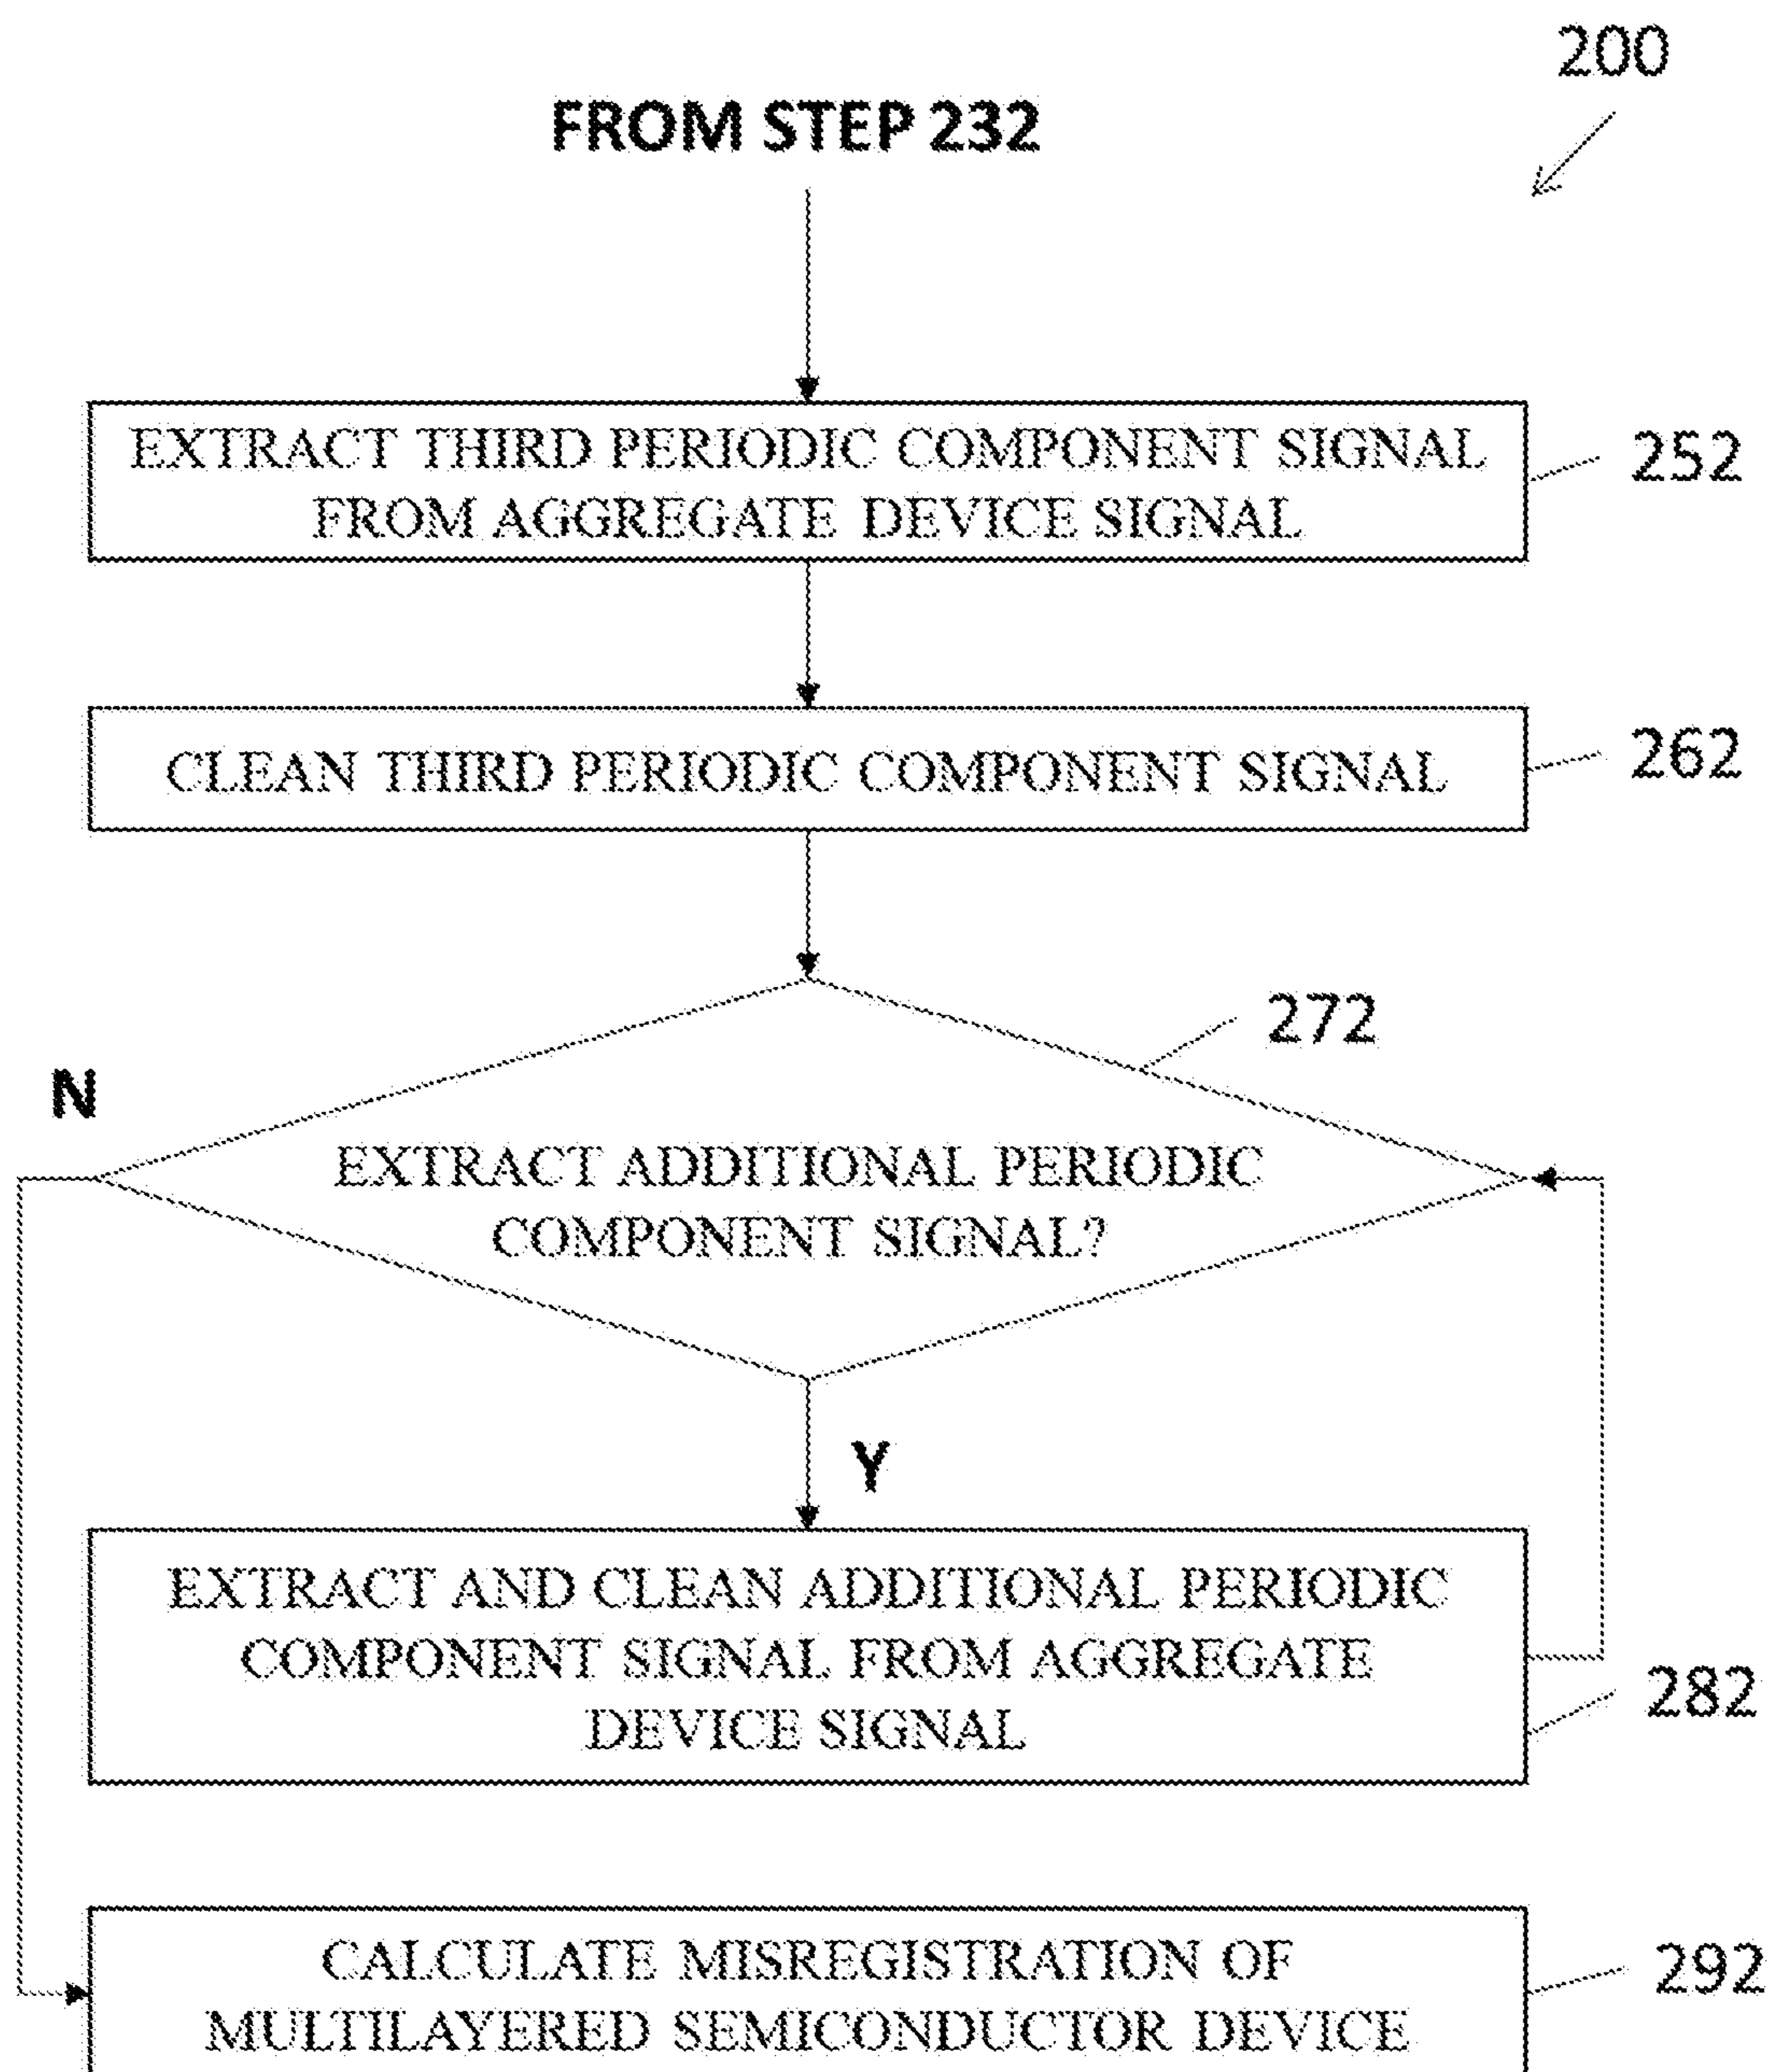 200
FROM STEP 232
EXTRACT THIRD PERIODIC COMPONENT SIGNAL
FROM AGGREGATE DEVICE SIGNAL
252
CLEAN THIRD PERIODIC COMPONENT SIGNAL
262
272
N
EXTRACT ADDITIONAL PERIODIC
COMPONENT SIGNAL?
Y
EXTRACT AND CLEAN ADDITIONAL PERIODIC
COMPONENT SIGNAL FROM AGGREGATE
DEVICE SIGNAL
282
CALCULATE MISREGISTRATION OF
MULTILAYERED SEMICONDUCTOR DEVICE
292